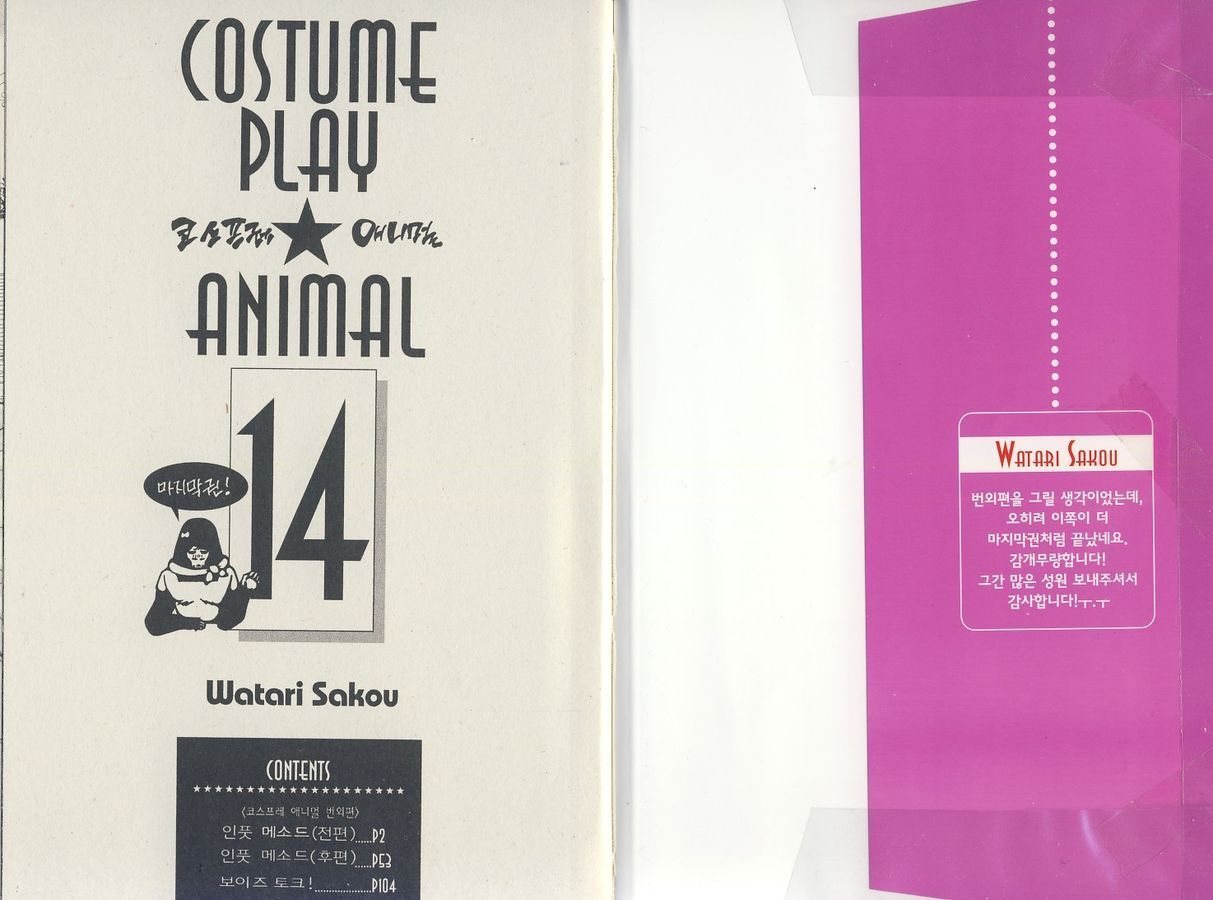 COSTUME
PLAY
코스프레★애니멀
ANIMAL
14
마지막권!
Watari Sakou
CONTENTS
<코스프레 애니멀 번외편>
인풋 메소드(전편)......P2
인풋 메소드(후편).....P53
보이즈 토크!..................P104
WATARI SAKOU
번외편을 그릴 생각이었는데,
오히려 이쪽이 더
마지막권처럼 끝났네요.
감개무량합니다!
그간 많은 성원 보내주셔서
감사합니다!ㅜ.ㅜ